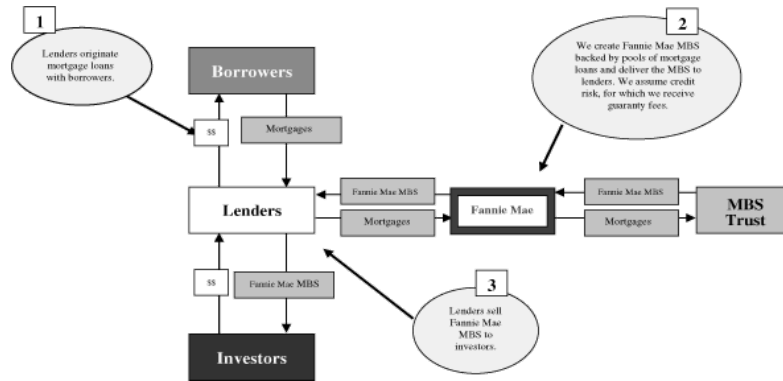 1
Lenders originate
mortgage loans
with borrowers.
2
We create Fannie Mae MBS
backed by pools of mortgage
loans and deliver the MBS to
lenders. We assume credit
risk, for which we receive
guaranty fees.
Borrowers
$$
Mortgages
Fannie Mae MBS
Fannie Mae MBS
Lenders
Fannie Mae
MBS
Trust
Mortgages
Mortgages
$$
Fannie Mae MBS
3
Lenders sell
Fannie Mae
MBS to
investors.
Investors